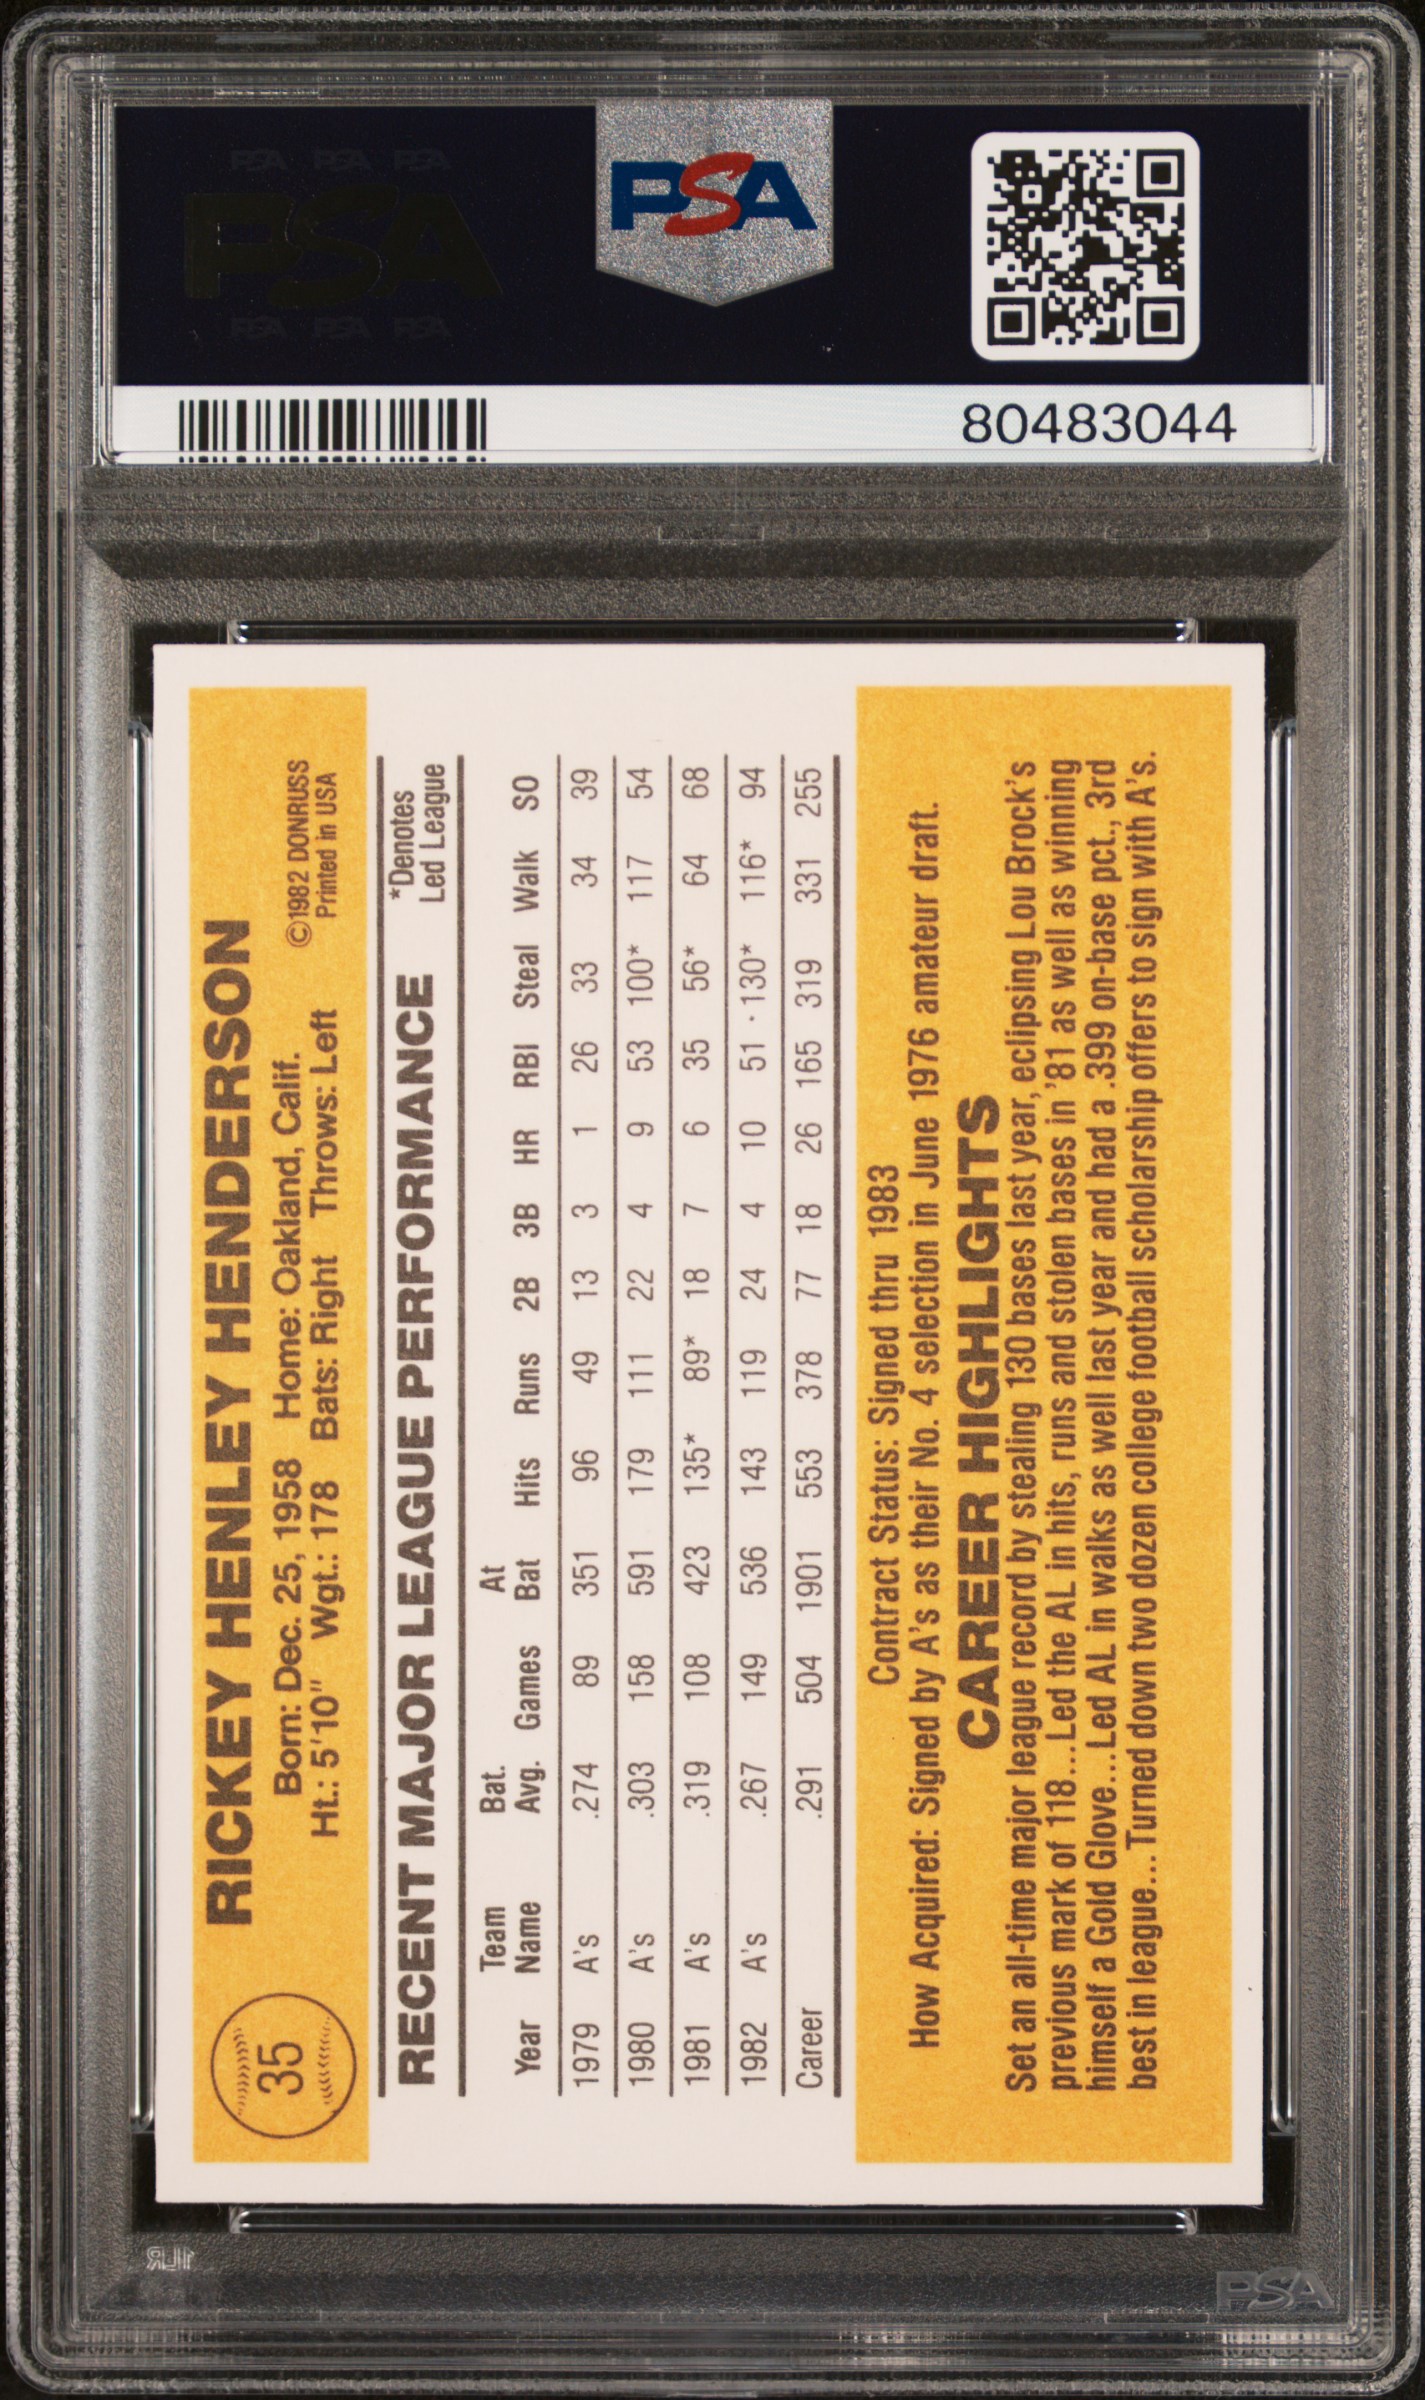 PSA PSA PSA
PSA
PSA PSA PSA
PSA
80483044
35
RICKEY HENLEY HENDERSON
Born: Dec. 25, 1958 Home: Oakland, Calif. ©1982 DONRUSS
Ht.: 5'10" Wgt.: 178 Bats: Right Throws: Left Printed in USA
RECENT MAJOR LEAGUE PERFORMANCE
*Denotes
Led League
Year Team Name Bat. Avg. Games At Bat Hits Runs 2B 3B HR RBI Steal Walk SO
1979 A's .274 89 351 96 49 13 3 1 26 33 34 39
1980 A's .303 158 591 179 111 22 4 9 53 100* 117 54
1981 A's .319 108 423 135* 89* 18 7 6 35 56* 64 68
1982 A's .267 149 536 143 119 24 4 10 51 130* 116* 94
Career .291 504 1901 553 378 77 18 26 165 319 331 255
Contract Status: Signed thru 1983
How Acquired: Signed by A's as their No. 4 selection in June 1976 amateur draft.
CAREER HIGHLIGHTS
Set an all-time major league record by stealing 130 bases last year, eclipsing Lou Brock's
previous mark of 118...Led the AL in hits, runs and stolen bases in '81 as well as winning
himself a Gold Glove...Led AL in walks as well last year and had a .399 on-base pct., 3rd
best in league...Turned down two dozen college football scholarship offers to sign with A's.
1LR
PSA